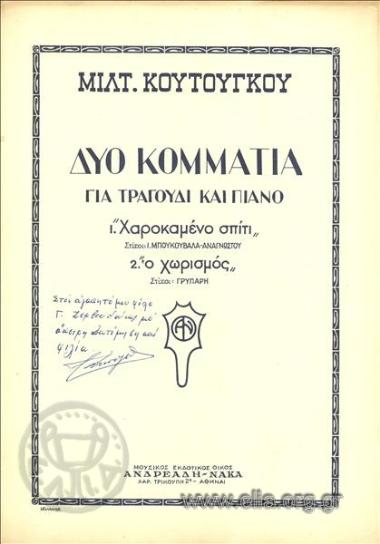 ΜΙΛΤ. ΚΟΥΤΟΥΓΚΟΥ
ΔΥΟ ΚΟΜΜΑΤΙΑ
ΓΙΑ ΤΡΑΓΟΥΔΙ ΚΑΙ ΠΙΑΝΟ
1. "Χαροκαμένο σπίτι"
Στίχοι: Ι. ΜΠΟΥΚΟΥΒΑΛΑ-ΑΝΑΓΝΩΣΤΟΥ
2. "Ο χωρισμός"
Στίχοι: ΓΡΥΠΑΡΗ
Στον αγαπητό μου φίλο
Γ.
φιλία
ΑΝ
ΜΟΥΣΙΚΟΣ ΕΚΔΟΤΙΚΟΣ ΟΙΚΟΣ
ΑΝΔΡΕΑΔΗ-ΝΑΚΑ
ΧΑΡ. ΤΡΙΚΟΥΠΗ 2α - ΑΘΗΝΑΙ
www.elia.org.gr